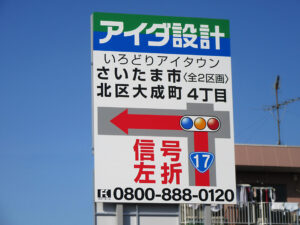 アイダ設計
いろどりアイタウン
さいたま市〈全2区画〉
北区大成町 4丁目
信号
左折
17
0800-888-0120